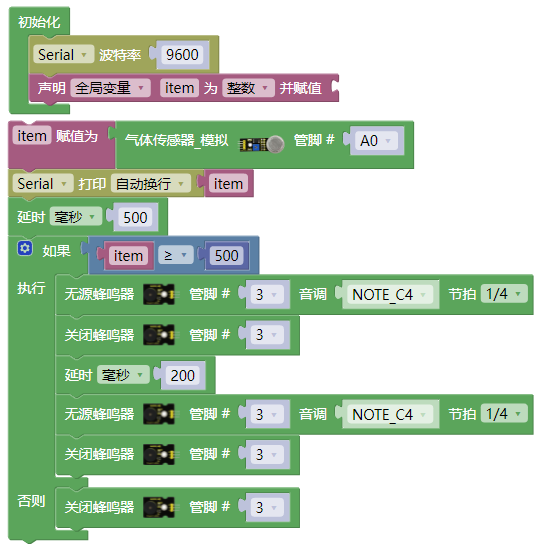 初始化
Serial 波特率 9600
声明 全局变量 item 为 整数 并赋值
item 赋值为 气体传感器_模拟 管脚 # A0
Serial 打印 自动换行 item
延时 毫秒 500
如果 item ≥ 500
执行 无源蜂鸣器 管脚 # 3 音调 NOTE_C4 节拍 1/4
关闭蜂鸣器 管脚 # 3
延时 毫秒 200
无源蜂鸣器 管脚 # 3 音调 NOTE_C4 节拍 1/4
关闭蜂鸣器 管脚 # 3
否则 关闭蜂鸣器 管脚 # 3